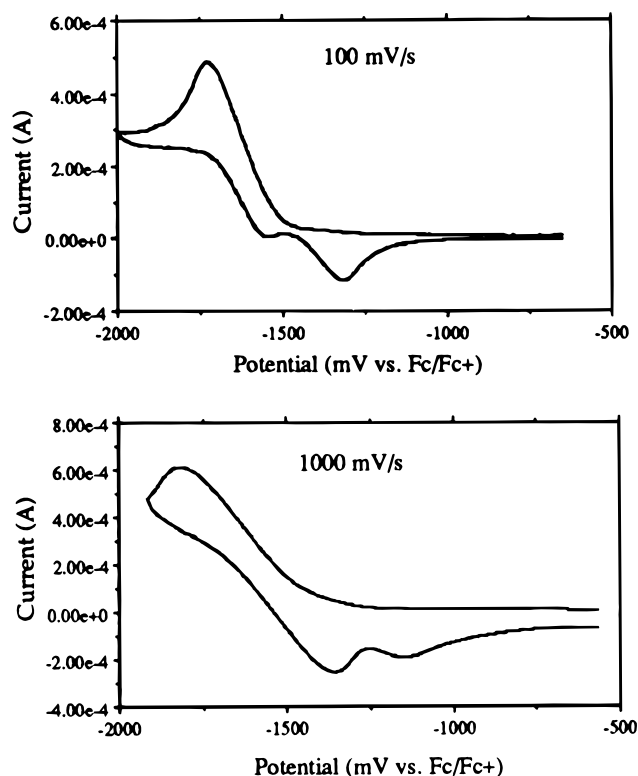 6.00e-4
100 mV/s
4.00e-4
Current (A)
2.00e-4
0.00e+0
-2.00e-4
-2000 -1500 -1000 -500
Potential (mV vs. Fc/Fc+)
8.00e-4
6.00e-4
1000 mV/s
4.00e-4
Current (A)
2.00e-4
0.00e+0
-2.00e-4
-4.00e-4
-2000 -1500 -1000 -500
Potential (mV vs. Fc/Fc+)